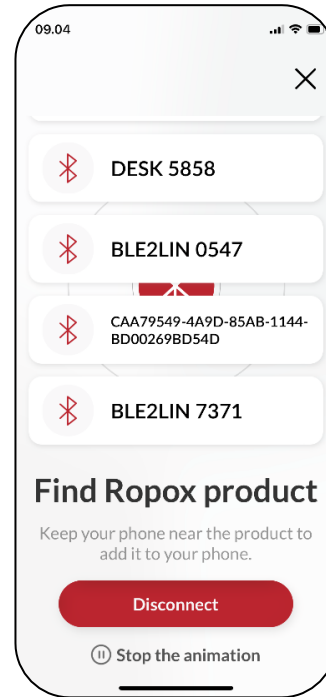 09.04
DESK 5858
BLE2LIN 0547
CAA79549-4A9D-85AB-1144-
BD00269BD54D
BLE2LIN 7371
Find Ropox product
Keep your phone near the product to
add it to your phone.
Disconnect
Stop the animation